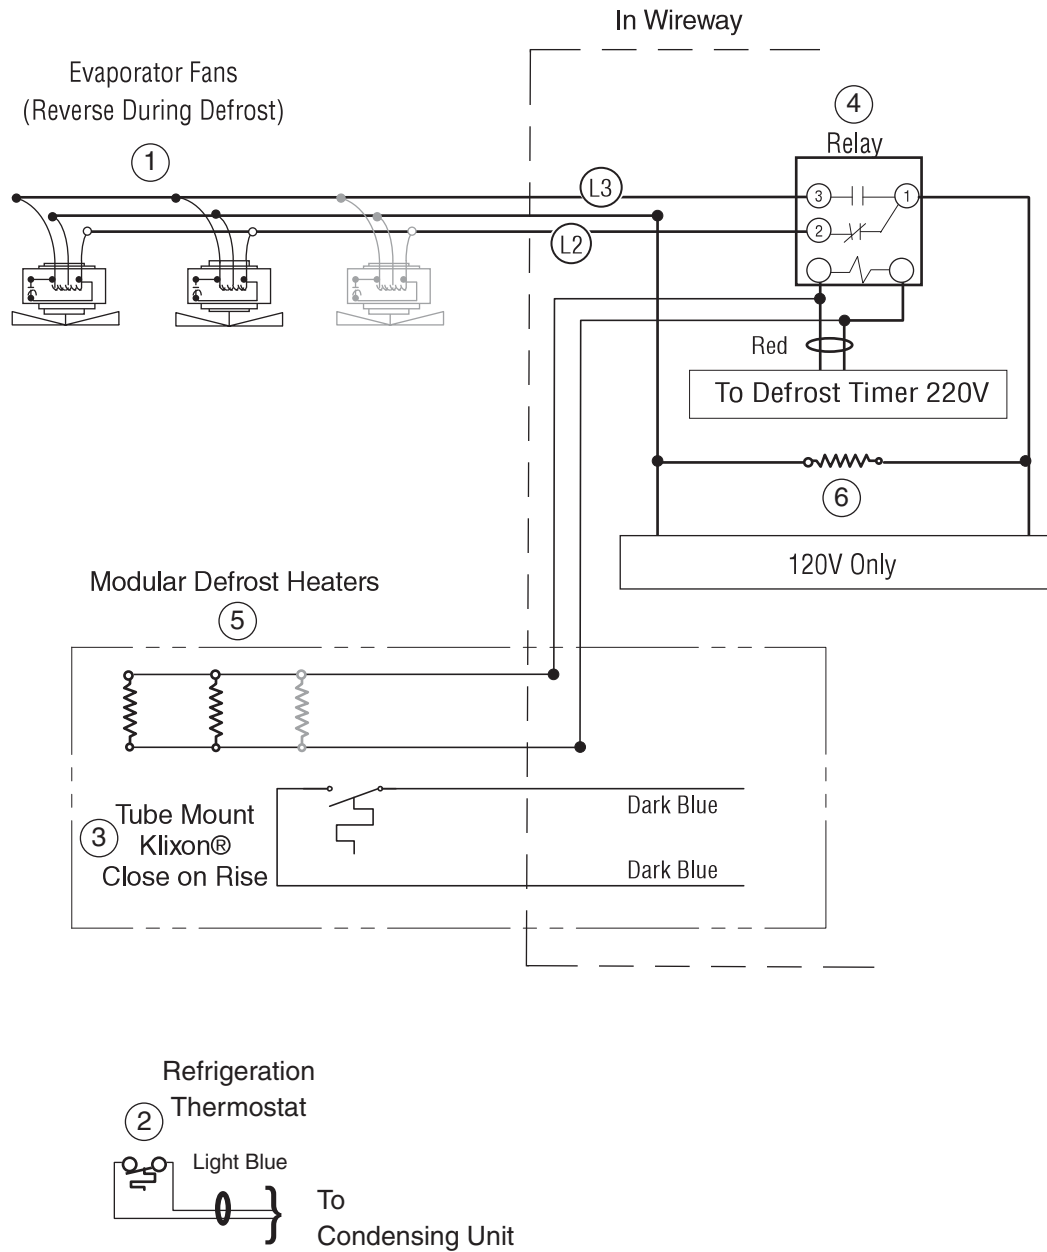 In Wireway
Evaporator Fans
(Reverse During Defrost)
1
4
Relay
L3
3
1
L2
2
Red
To Defrost Timer 220V
6
120V Only
Modular Defrost Heaters
5
3
Tube Mount
Klixon®
Close on Rise
Dark Blue
Dark Blue
Refrigeration
Thermostat
2
Light Blue
To
Condensing Unit